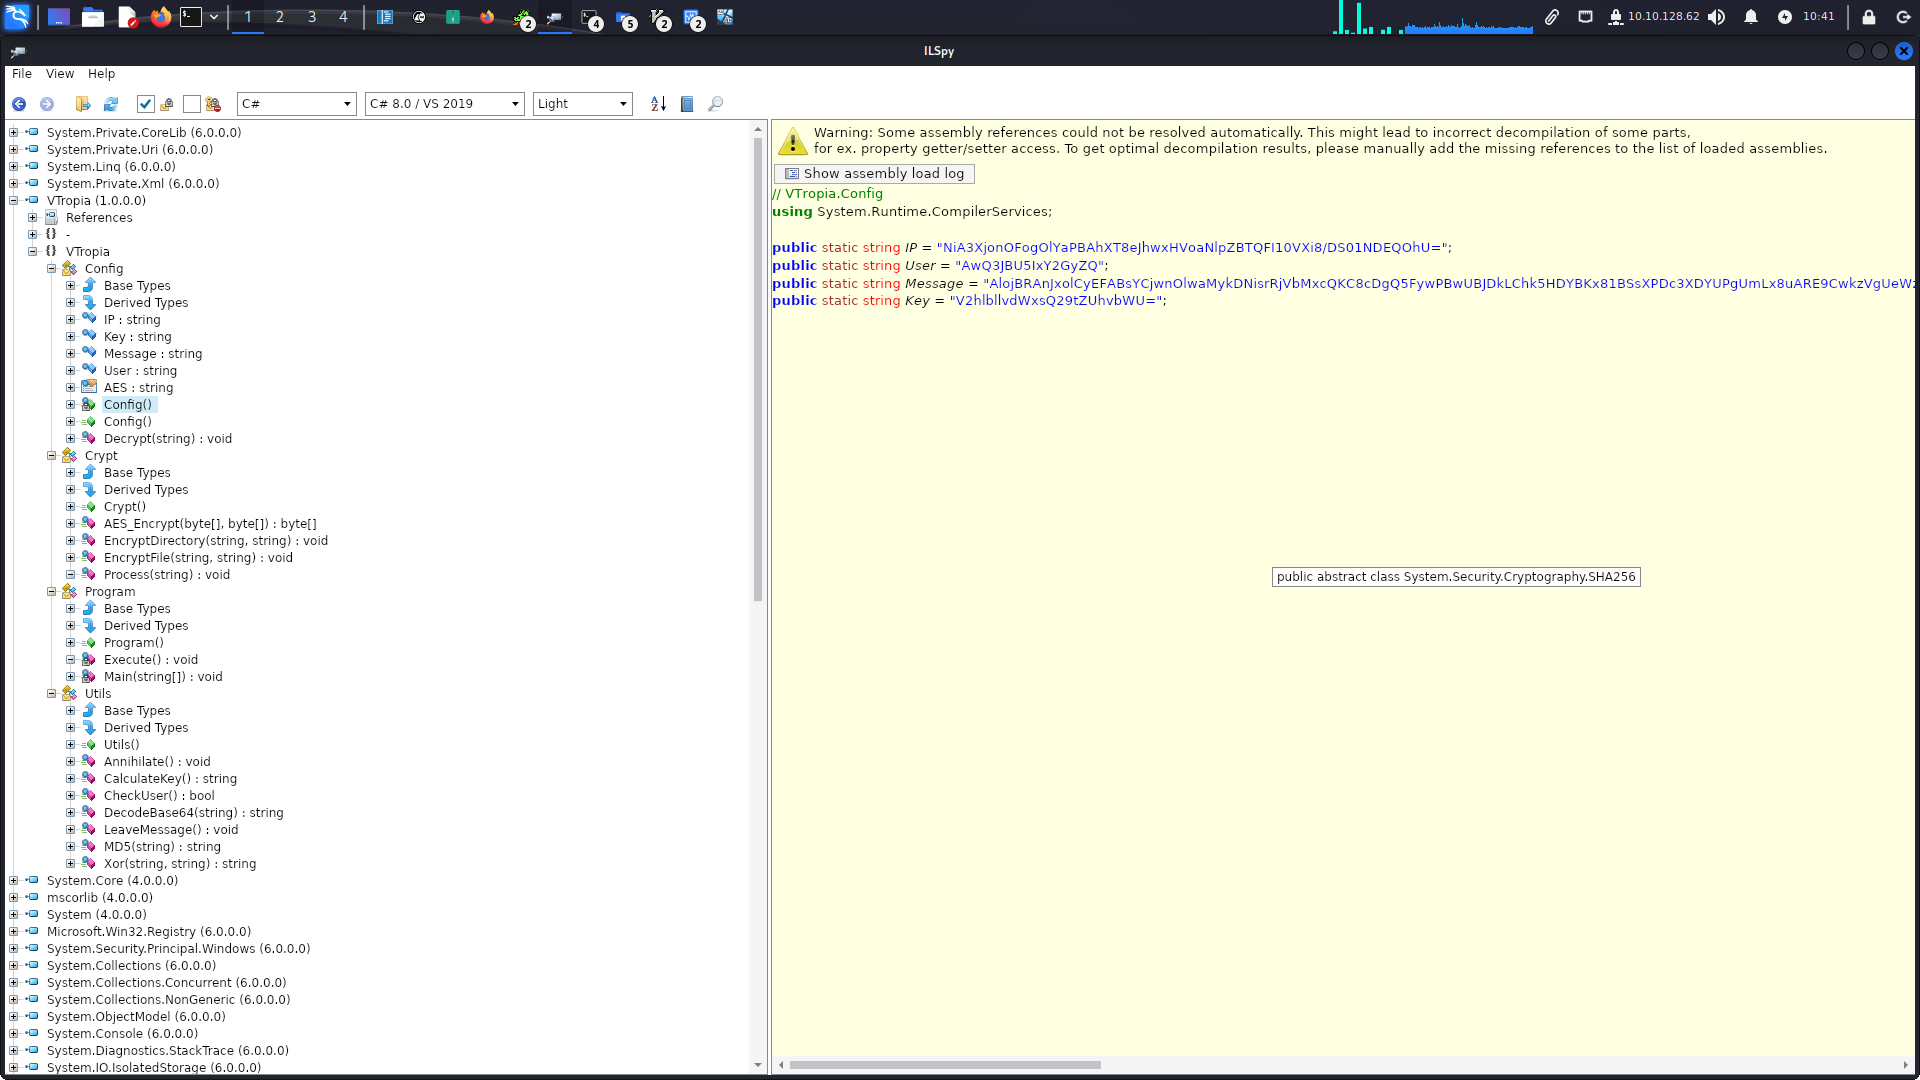 1 2 3 4
2 4 5 2 2
10.10.128.62 10:41
ILSpy
File View Help
C# C# 8.0 / VS 2019 Light
System.Private.CoreLib (6.0.0.0)
System.Private.Uri (6.0.0.0)
System.Linq (6.0.0.0)
System.Private.Xml (6.0.0.0)
VTropia (1.0.0.0)
References
-
VTropia
Config
Base Types
Derived Types
IP : string
Key : string
Message : string
User : string
AES : string
Config()
Config()
Decrypt(string) : void
Crypt
Base Types
Derived Types
Crypt()
AES_Encrypt(byte[], byte[]) : byte[]
EncryptDirectory(string, string) : void
EncryptFile(string, string) : void
Process(string) : void
Program
Base Types
Derived Types
Program()
Execute() : void
Main(string[]) : void
Utils
Base Types
Derived Types
Utils()
Annihilate() : void
CalculateKey() : string
CheckUser() : bool
DecodeBase64(string) : string
LeaveMessage() : void
MD5(string) : string
Xor(string, string) : string
System.Core (4.0.0.0)
mscorlib (4.0.0.0)
System (4.0.0.0)
Microsoft.Win32.Registry (6.0.0.0)
System.Security.Principal.Windows (6.0.0.0)
System.Collections (6.0.0.0)
System.Collections.Concurrent (6.0.0.0)
System.Collections.NonGeneric (6.0.0.0)
System.ObjectModel (6.0.0.0)
System.Console (6.0.0.0)
System.Diagnostics.StackTrace (6.0.0.0)
System.IO.IsolatedStorage (6.0.0.0)
Warning: Some assembly references could not be resolved automatically. This might lead to incorrect decompilation of some parts,
for ex. property getter/setter access. To get optimal decompilation results, please manually add the missing references to the list of loaded assemblies.
Show assembly load log
// VTropia.Config
using System.Runtime.CompilerServices;
public static string IP = "NiA3XjonOFogOlYaPBAhXT8eJhwxHVoaNlpZBTQFI10VXi8/DS01NDEQOhU=";
public static string User = "AwQ3JBU5IxY2GyZQ";
public static string Message = "AlojBRAnJxolCyEFABsYCjwnOlwaMykDNisrRjVbMxcQKC8cDgQ5FywPBwUBJDkLChk5HDYBKx81BSsXPDc3XDYUPgUmLx8uARE9CwkzVgUeWz
public static string Key = "V2hlbllvdWxsQ29tZUhvbWU=";
public abstract class System.Security.Cryptography.SHA256